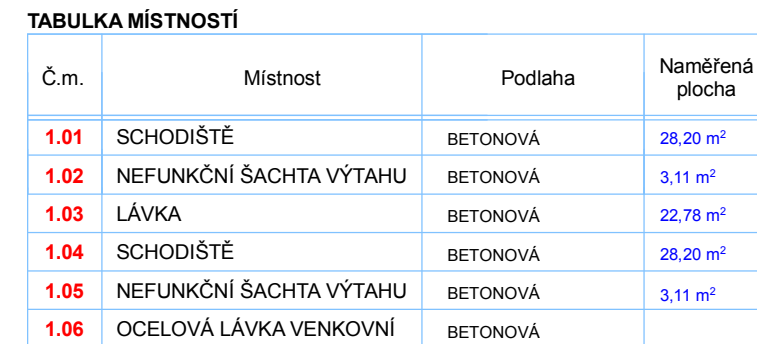 TABULKA MÍSTNOSTÍ
Č.m. Místnost Podlaha Naměřená plocha
1.01 SCHODIŠTĚ BETONOVÁ 28,20 m²
1.02 NEFUNKČNÍ ŠACHTA VÝTAHU BETONOVÁ 3,11 m²
1.03 LÁVKA BETONOVÁ 22,78 m²
1.04 SCHODIŠTĚ BETONOVÁ 28,20 m²
1.05 NEFUNKČNÍ ŠACHTA VÝTAHU BETONOVÁ 3,11 m²
1.06 OCELOVÁ LÁVKA VENKOVNÍ BETONOVÁ